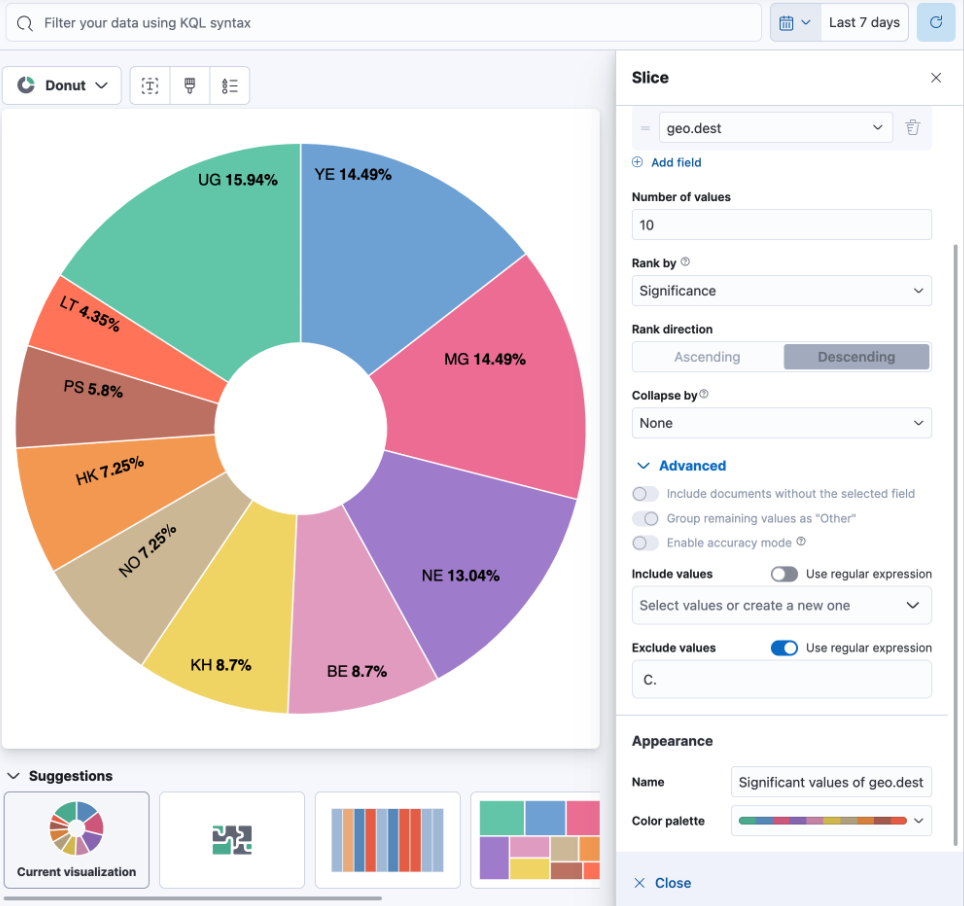 Filter your data using KQL syntax
Last 7 days
Donut
Slice
geo.dest
Add field
Number of values
10
Rank by
Significance
Rank direction
Ascending Descending
Collapse by
None
Advanced
Include documents without the selected field
Group remaining values as "Other"
Enable accuracy mode
Include values Use regular expression
Select values or create a new one
Exclude values Use regular expression
C.
Appearance
Name Significant values of geo.dest
Color palette
Close
UG 15.94%
YE 14.49%
LT 4.35%
MG 14.49%
PS 5.8%
HK 7.25%
NO 7.25%
NE 13.04%
KH 8.7%
BE 8.7%
Suggestions
Current visualization